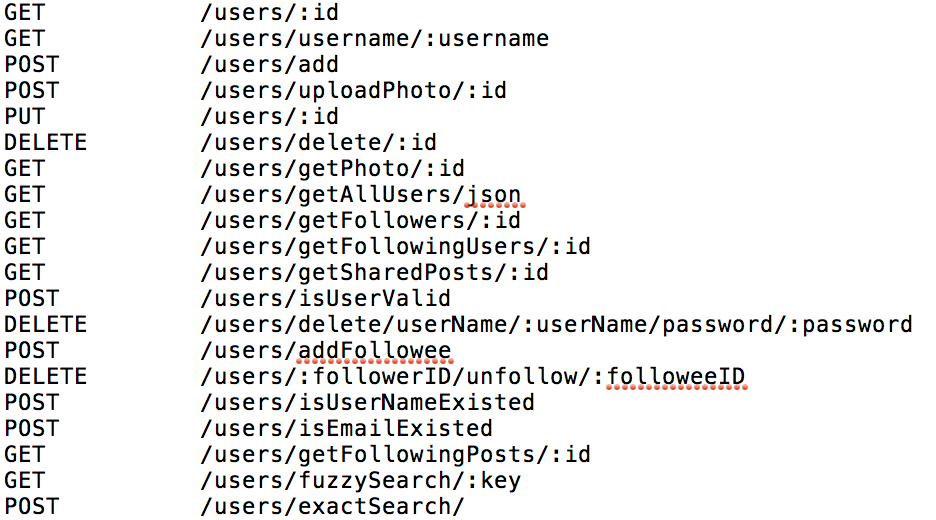 GET /users/:id
GET /users/username/:username
POST /users/add
POST /users/uploadPhoto/:id
PUT /users/:id
DELETE /users/delete/:id
GET /users/getPhoto/:id
GET /users/getAllUsers/json
GET /users/getFollowers/:id
GET /users/getFollowingUsers/:id
GET /users/getSharedPosts/:id
POST /users/isUserValid
DELETE /users/delete/userName/:userName/password/:password
POST /users/addFollowee
DELETE /users/:followerID/unfollow/:followeeID
POST /users/isUserNameExisted
POST /users/isEmailExisted
GET /users/getFollowingPosts/:id
GET /users/fuzzySearch/:key
POST /users/exactSearch/